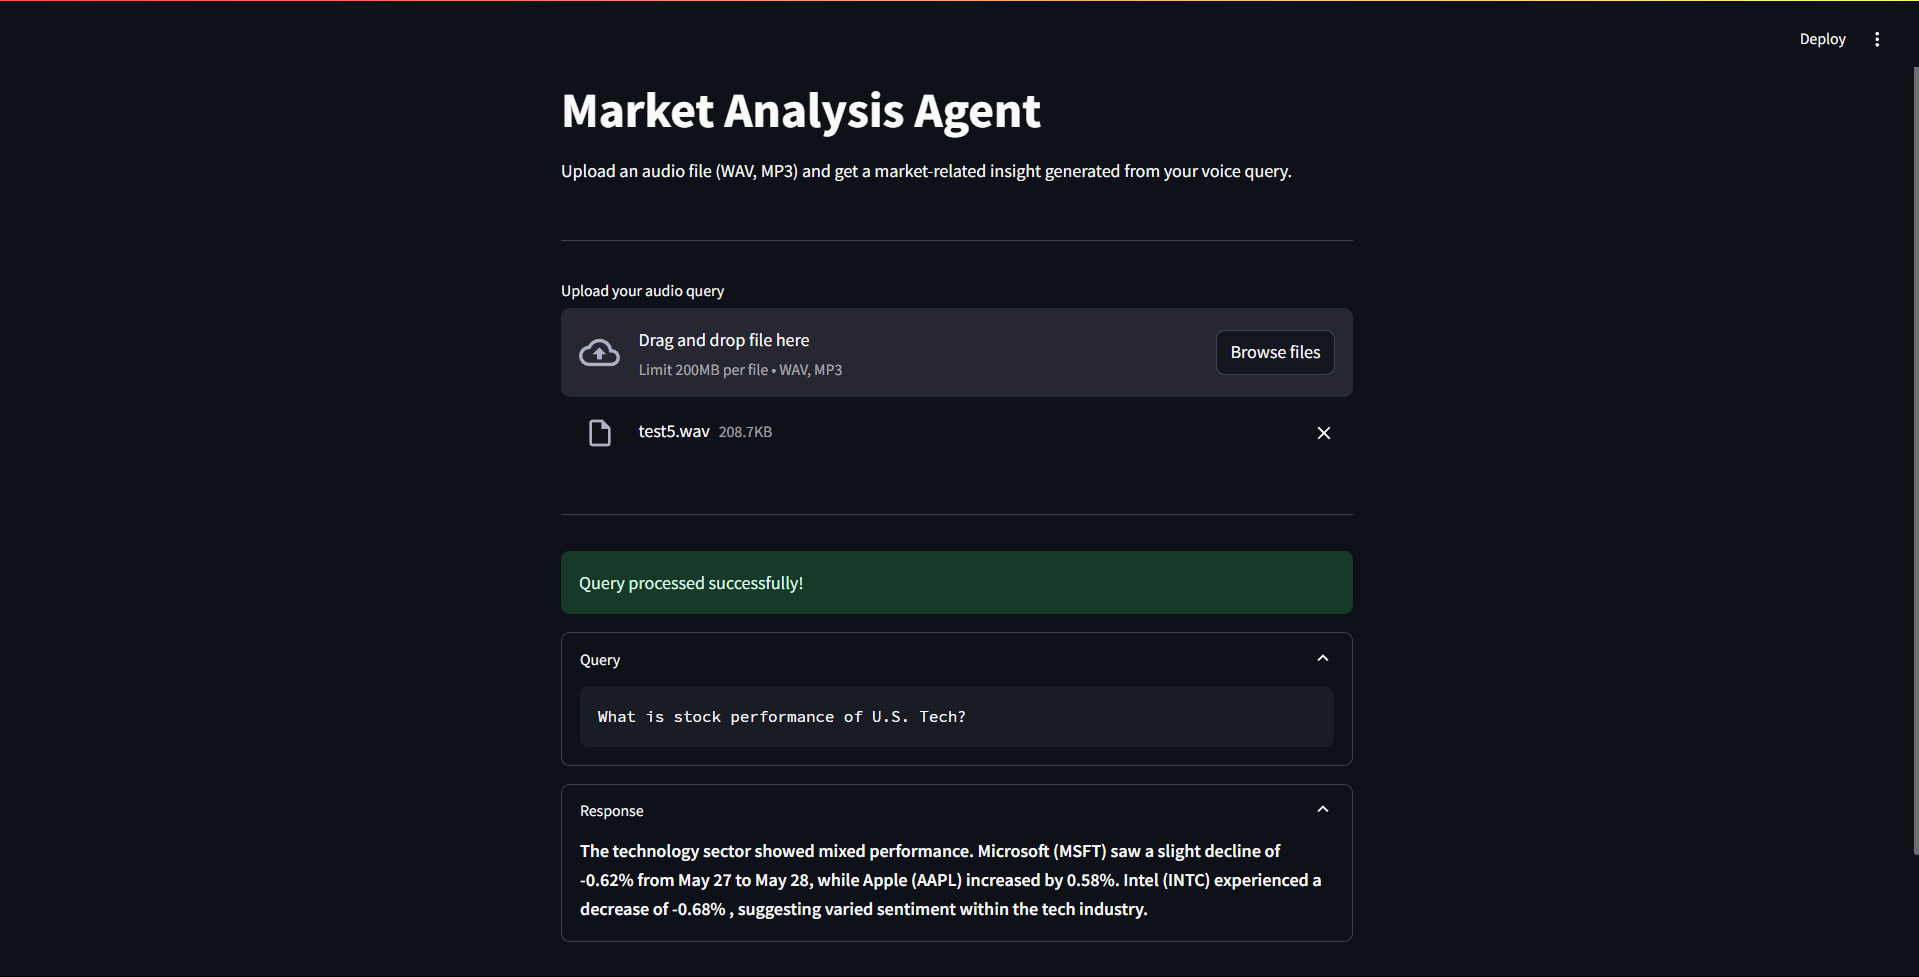 Deploy
Market Analysis Agent
Upload an audio file (WAV, MP3) and get a market-related insight generated from your voice query.
Upload your audio query
Drag and drop file here
Limit 200MB per file • WAV, MP3
Browse files
test5.wav 208.7KB
Query processed successfully!
Query
What is stock performance of U.S. Tech?
Response
The technology sector showed mixed performance. Microsoft (MSFT) saw a slight decline of
-0.62% from May 27 to May 28, while Apple (AAPL) increased by 0.58%. Intel (INTC) experienced a
decrease of -0.68% , suggesting varied sentiment within the tech industry.